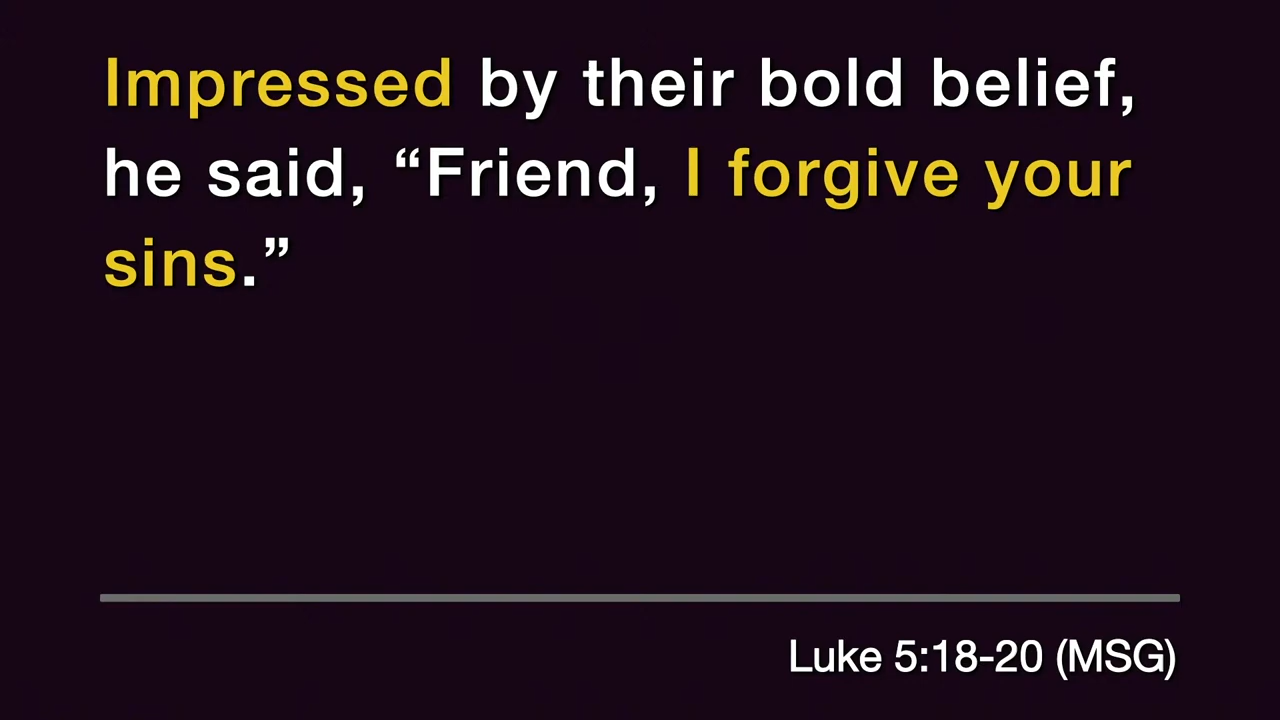 Impressed by their bold belief,
he said, “Friend, I forgive your
sins.”
Luke 5:18-20 (MSG)